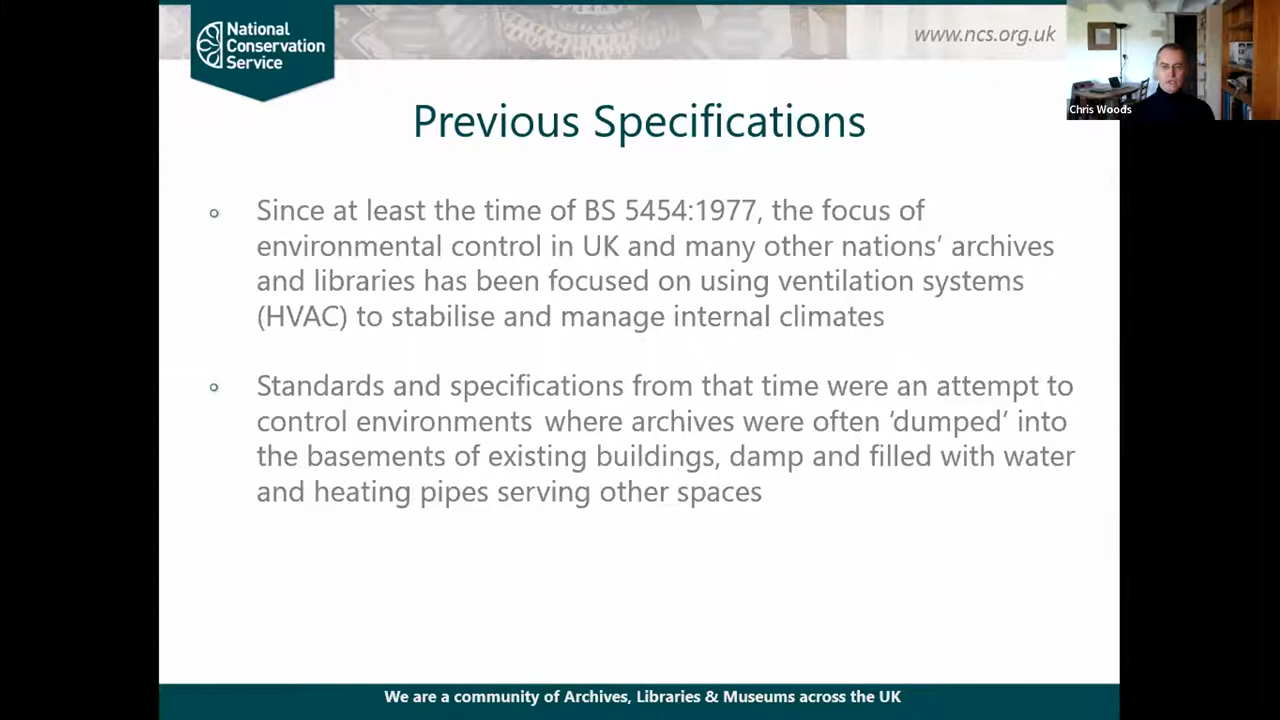 National
Conservation
Service
www.ncs.org.uk
Chris Woods
Previous Specifications
Since at least the time of BS 5454:1977, the focus of
environmental control in UK and many other nations’ archives
and libraries has been focused on using ventilation systems
(HVAC) to stabilise and manage internal climates
Standards and specifications from that time were an attempt to
control environments where archives were often ‘dumped’ into
the basements of existing buildings, damp and filled with water
and heating pipes serving other spaces
We are a community of Archives, Libraries & Museums across the UK